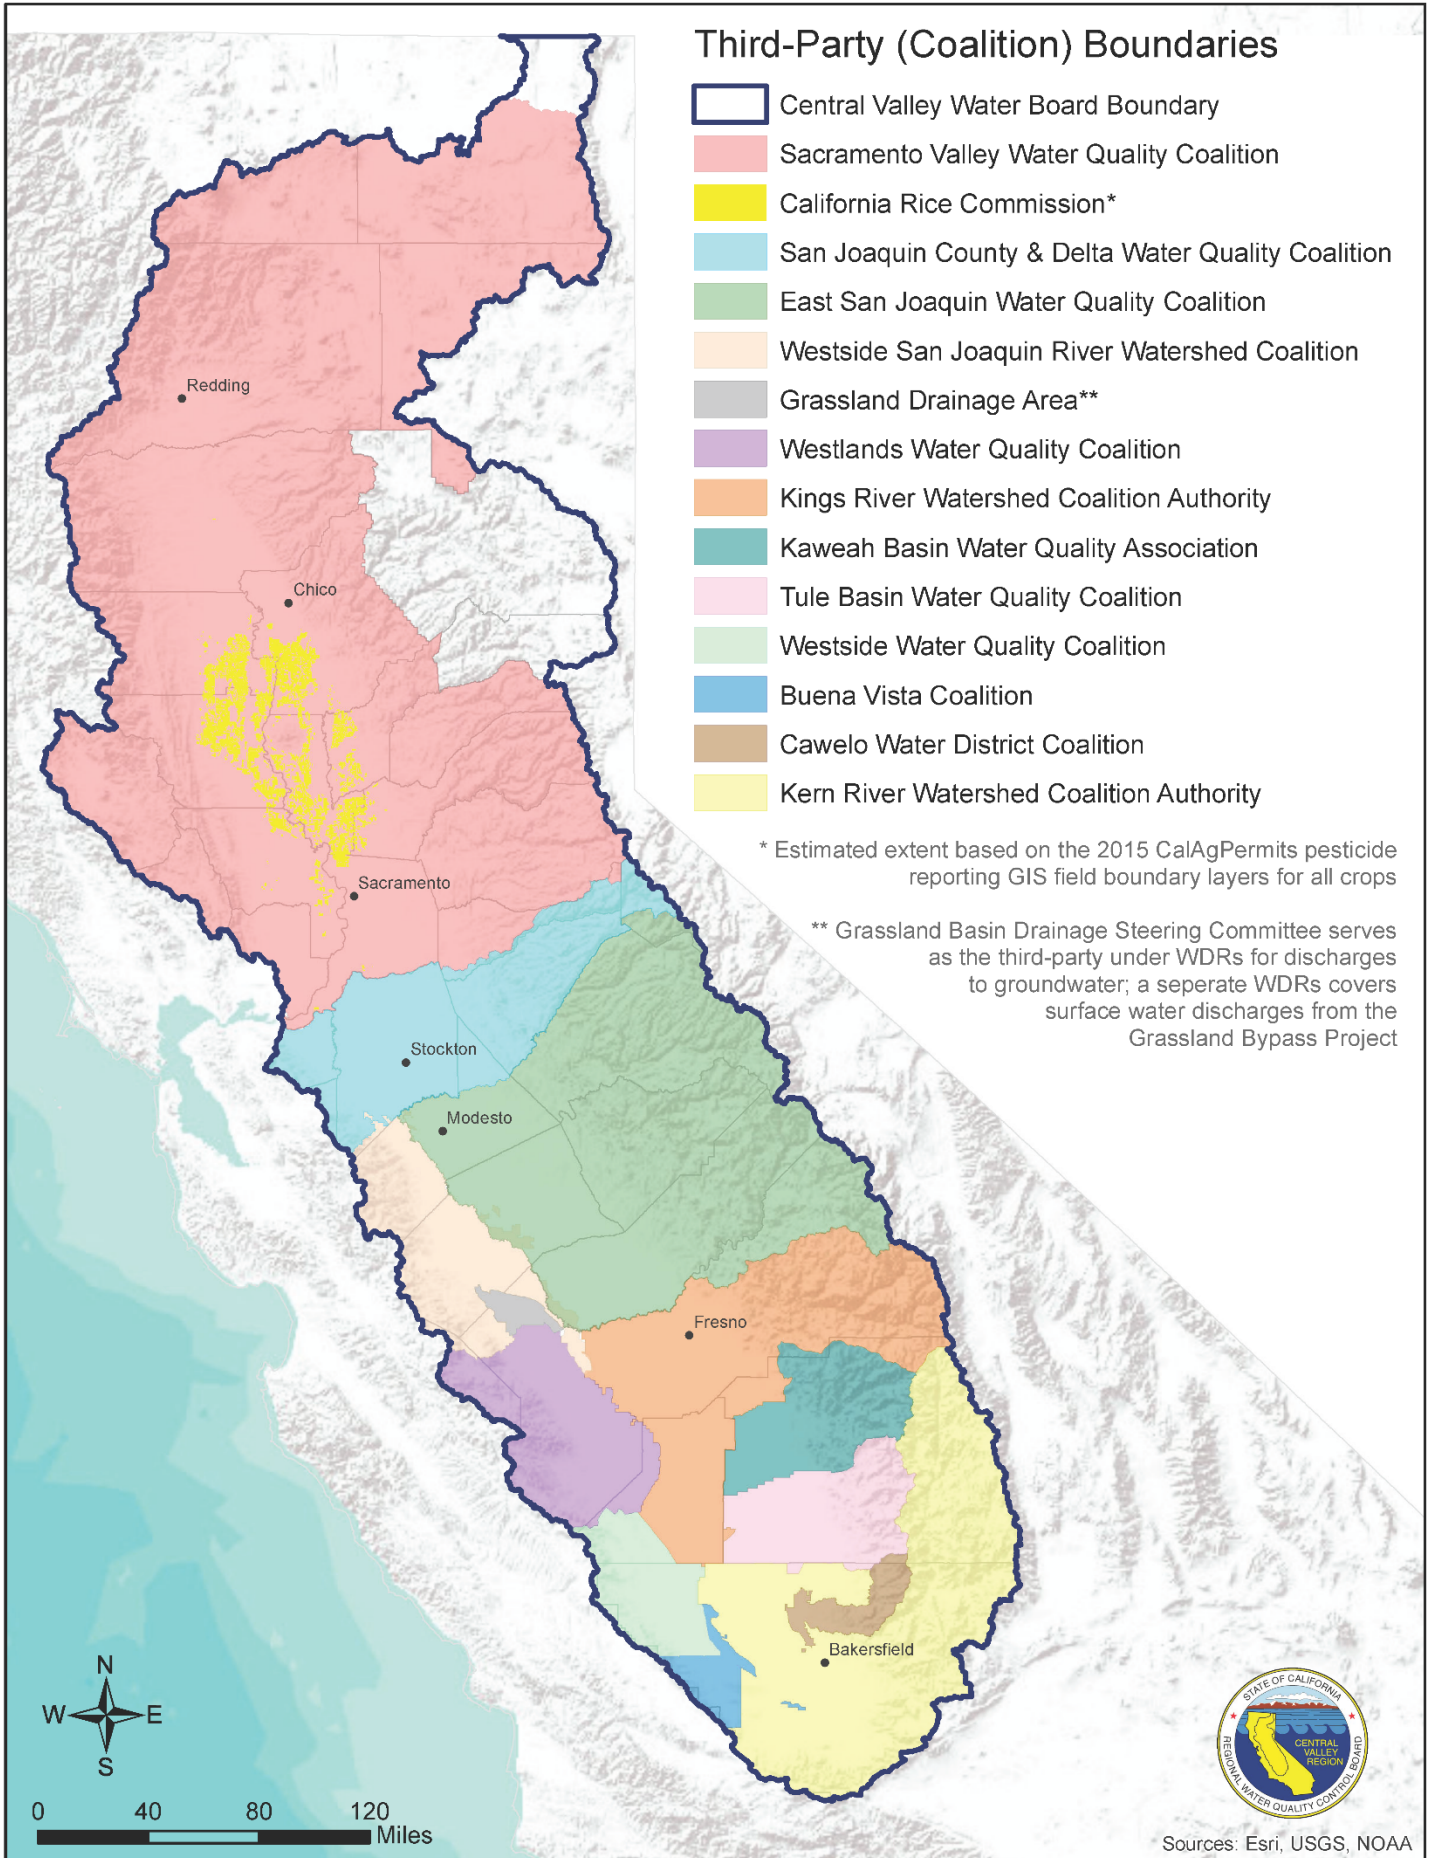 Third-Party (Coalition) Boundaries
Central Valley Water Board Boundary
Sacramento Valley Water Quality Coalition
California Rice Commission*
San Joaquin County & Delta Water Quality Coalition
East San Joaquin Water Quality Coalition
Westside San Joaquin River Watershed Coalition
Grassland Drainage Area**
Westlands Water Quality Coalition
Kings River Watershed Coalition Authority
Kaweah Basin Water Quality Association
Tule Basin Water Quality Coalition
Westside Water Quality Coalition
Buena Vista Coalition
Cawelo Water District Coalition
Kern River Watershed Coalition Authority
* Estimated extent based on the 2015 CalAgPermits pesticide
reporting GIS field boundary layers for all crops
** Grassland Basin Drainage Steering Committee serves
as the third-party under WDRs for discharges
to groundwater; a seperate WDRs covers
surface water discharges from the
Grassland Bypass Project
Redding
Chico
Sacramento
Stockton
Modesto
Fresno
Bakersfield
N
W E
S
0 40 80 120
Miles
STATE OF CALIFORNIA
CENTRAL
VALLEY
REGION
REGIONAL WATER QUALITY CONTROL BOARD
Sources: Esri, USGS, NOAA